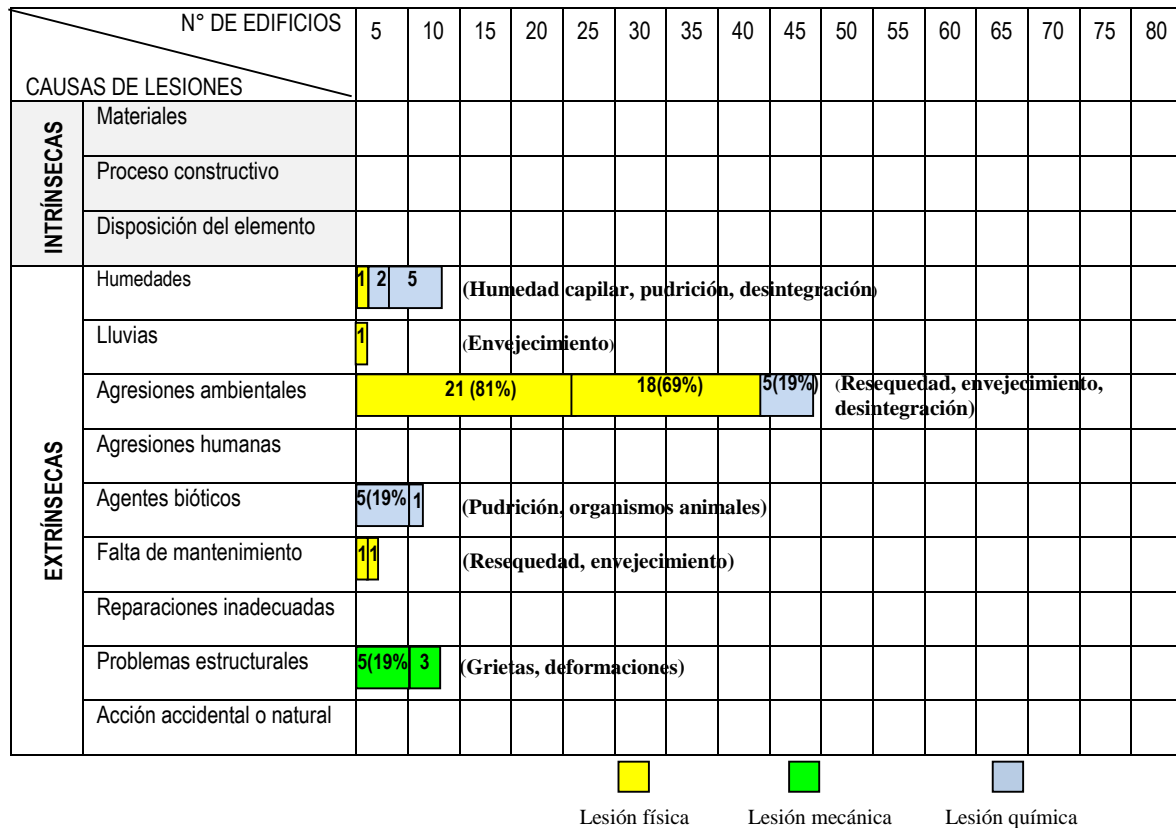 N° DE EDIFICIOS 5 10 15 20 25 30 35 40 45 50 55 60 65 70 75 80
CAUSAS DE LESIONES
INTRÍNSECAS
Materiales
Proceso constructivo
Disposición del elemento
EXTRÍNSECAS
Humedades 1 2 5 (Humedad capilar, pudrición, desintegración)
Lluvias 1 (Envejecimiento)
Agresiones ambientales 21 (81%) 18(69%) 5(19%) (Resequedad, envejecimiento,
desintegración)
Agresiones humanas
Agentes bióticos 5(19% 1 (Pudrición, organismos animales)
Falta de mantenimiento 1 1 (Resequedad, envejecimiento)
Reparaciones inadecuadas
Problemas estructurales 5(19% 3 (Grietas, deformaciones)
Acción accidental o natural
Lesión física Lesión mecánica Lesión química